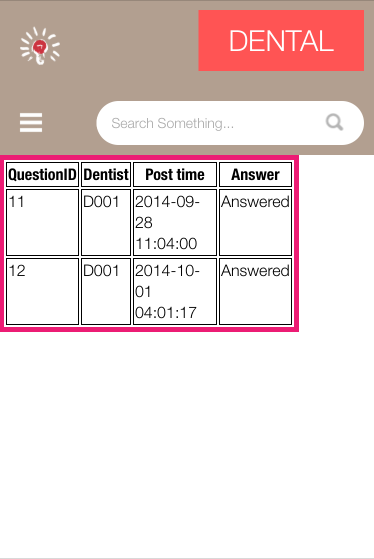 DENTAL
Search Something...
QuestionID Dentist Post time Answer
11 D001 2014-09- Answered
28
11:04:00
12 D001 2014-10- Answered
01
04:01:17